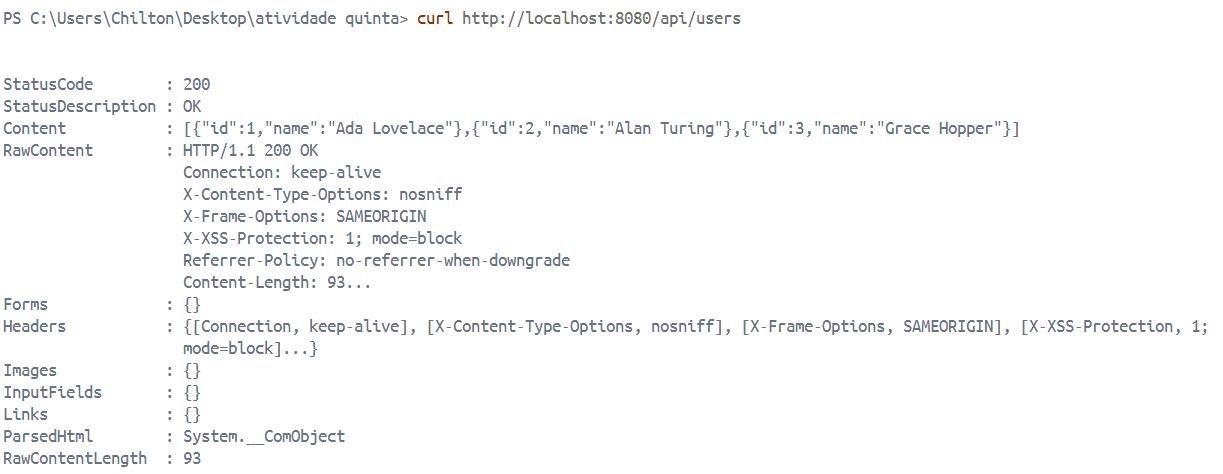 PS C:\Users\Chilton\Desktop\atividade quinta> curl http://localhost:8080/api/users
StatusCode        : 200
StatusDescription : OK
Content           : [{"id":1,"name":"Ada Lovelace"},{"id":2,"name":"Alan Turing"},{"id":3,"name":"Grace Hopper"}]
RawContent        : HTTP/1.1 200 OK
                    Connection: keep-alive
                    X-Content-Type-Options: nosniff
                    X-Frame-Options: SAMEORIGIN
                    X-XSS-Protection: 1; mode=block
                    Referrer-Policy: no-referrer-when-downgrade
                    Content-Length: 93...
Forms             : {}
Headers           : {[Connection, keep-alive], [X-Content-Type-Options, nosniff], [X-Frame-Options, SAMEORIGIN], [X-XSS-Protection, 1;
                    mode=block]...}
Images            : {}
InputFields       : {}
Links             : {}
ParsedHtml        : System.__ComObject
RawContentLength  : 93